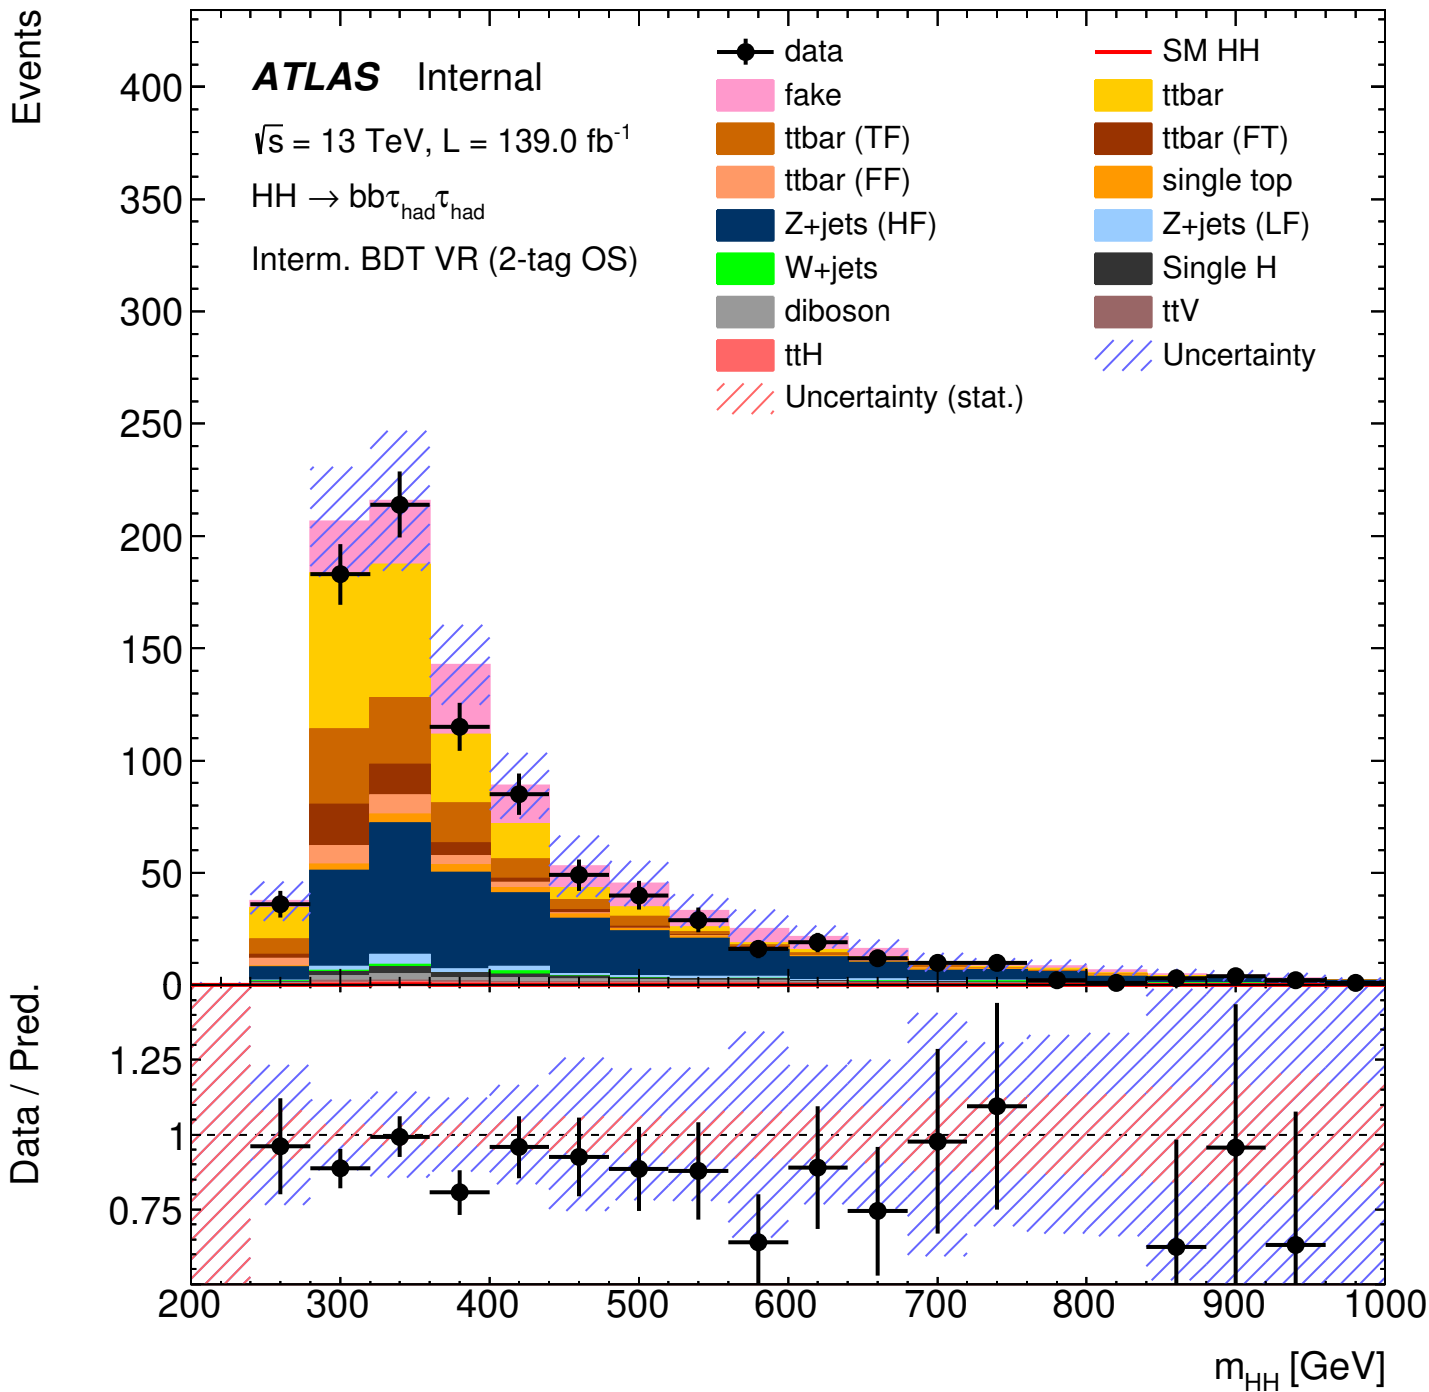 Events
ATLAS Internal
√s = 13 TeV, L = 139.0 fb⁻¹
HH → bbτ_had τ_had
Interm. BDT VR (2-tag OS)
data
SM HH
fake
ttbar
ttbar (TF)
ttbar (FT)
ttbar (FF)
single top
Z+jets (HF)
Z+jets (LF)
W+jets
Single H
diboson
ttV
ttH
Uncertainty
Uncertainty (stat.)
400
350
300
250
200
150
100
50
0
Data / Pred.
1.25
1
0.75
200 300 400 500 600 700 800 900 1000
m_HH [GeV]